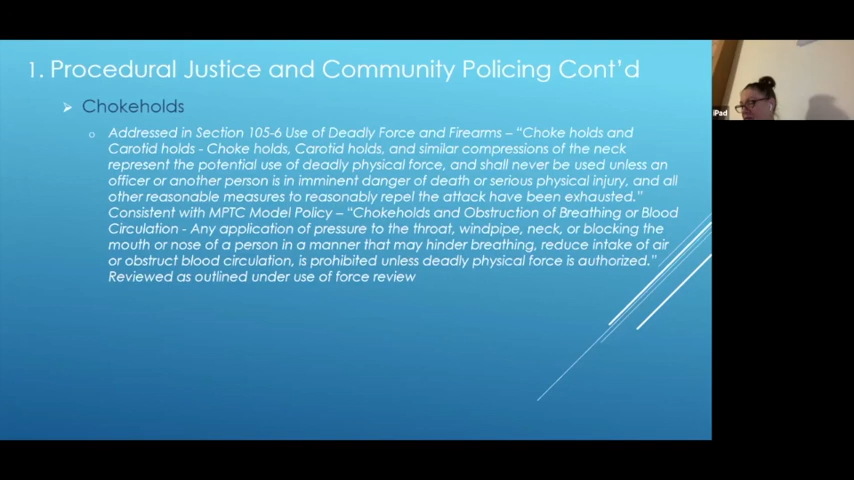 1. Procedural Justice and Community Policing Cont'd
Chokeholds
Addressed in Section 105-6 Use of Deadly Force and Firearms – "Choke holds and
Carotid holds - Choke holds, Carotid holds, and similar compressions of the neck
represent the potential use of deadly physical force, and shall never be used unless an
officer or another person is in imminent danger of death or serious physical injury, and all
other reasonable measures to reasonably repel the attack have been exhausted."
Consistent with MPTC Model Policy – "Chokeholds and Obstruction of Breathing or Blood
Circulation - Any application of pressure to the throat, windpipe, neck, or blocking the
mouth or nose of a person in a manner that may hinder breathing, reduce intake of air
or obstruct blood circulation, is prohibited unless deadly physical force is authorized."
Reviewed as outlined under use of force review
iPad